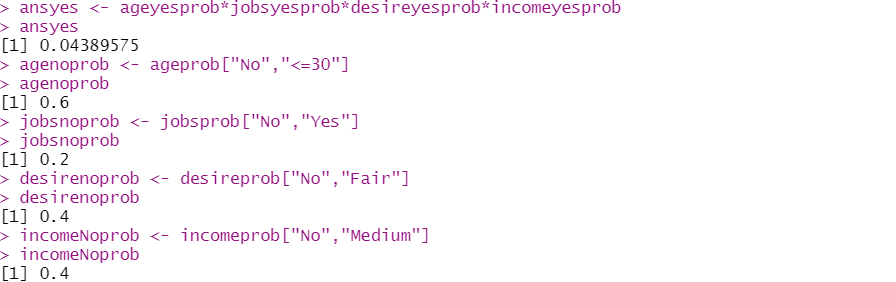 > ansyes <- ageyesprob*jobsyesprob*desireyesprob*incomeyesprob
> ansyes
[1] 0.04389575
> agenoprob <- ageprob["No","<=30"]
> agenoprob
[1] 0.6
> jobsnoprob <- jobsprob["No","Yes"]
> jobsnoprob
[1] 0.2
> desirenoprob <- desireprob["No","Fair"]
> desirenoprob
[1] 0.4
> incomeNoprob <- incomeprob["No","Medium"]
> incomeNoprob
[1] 0.4